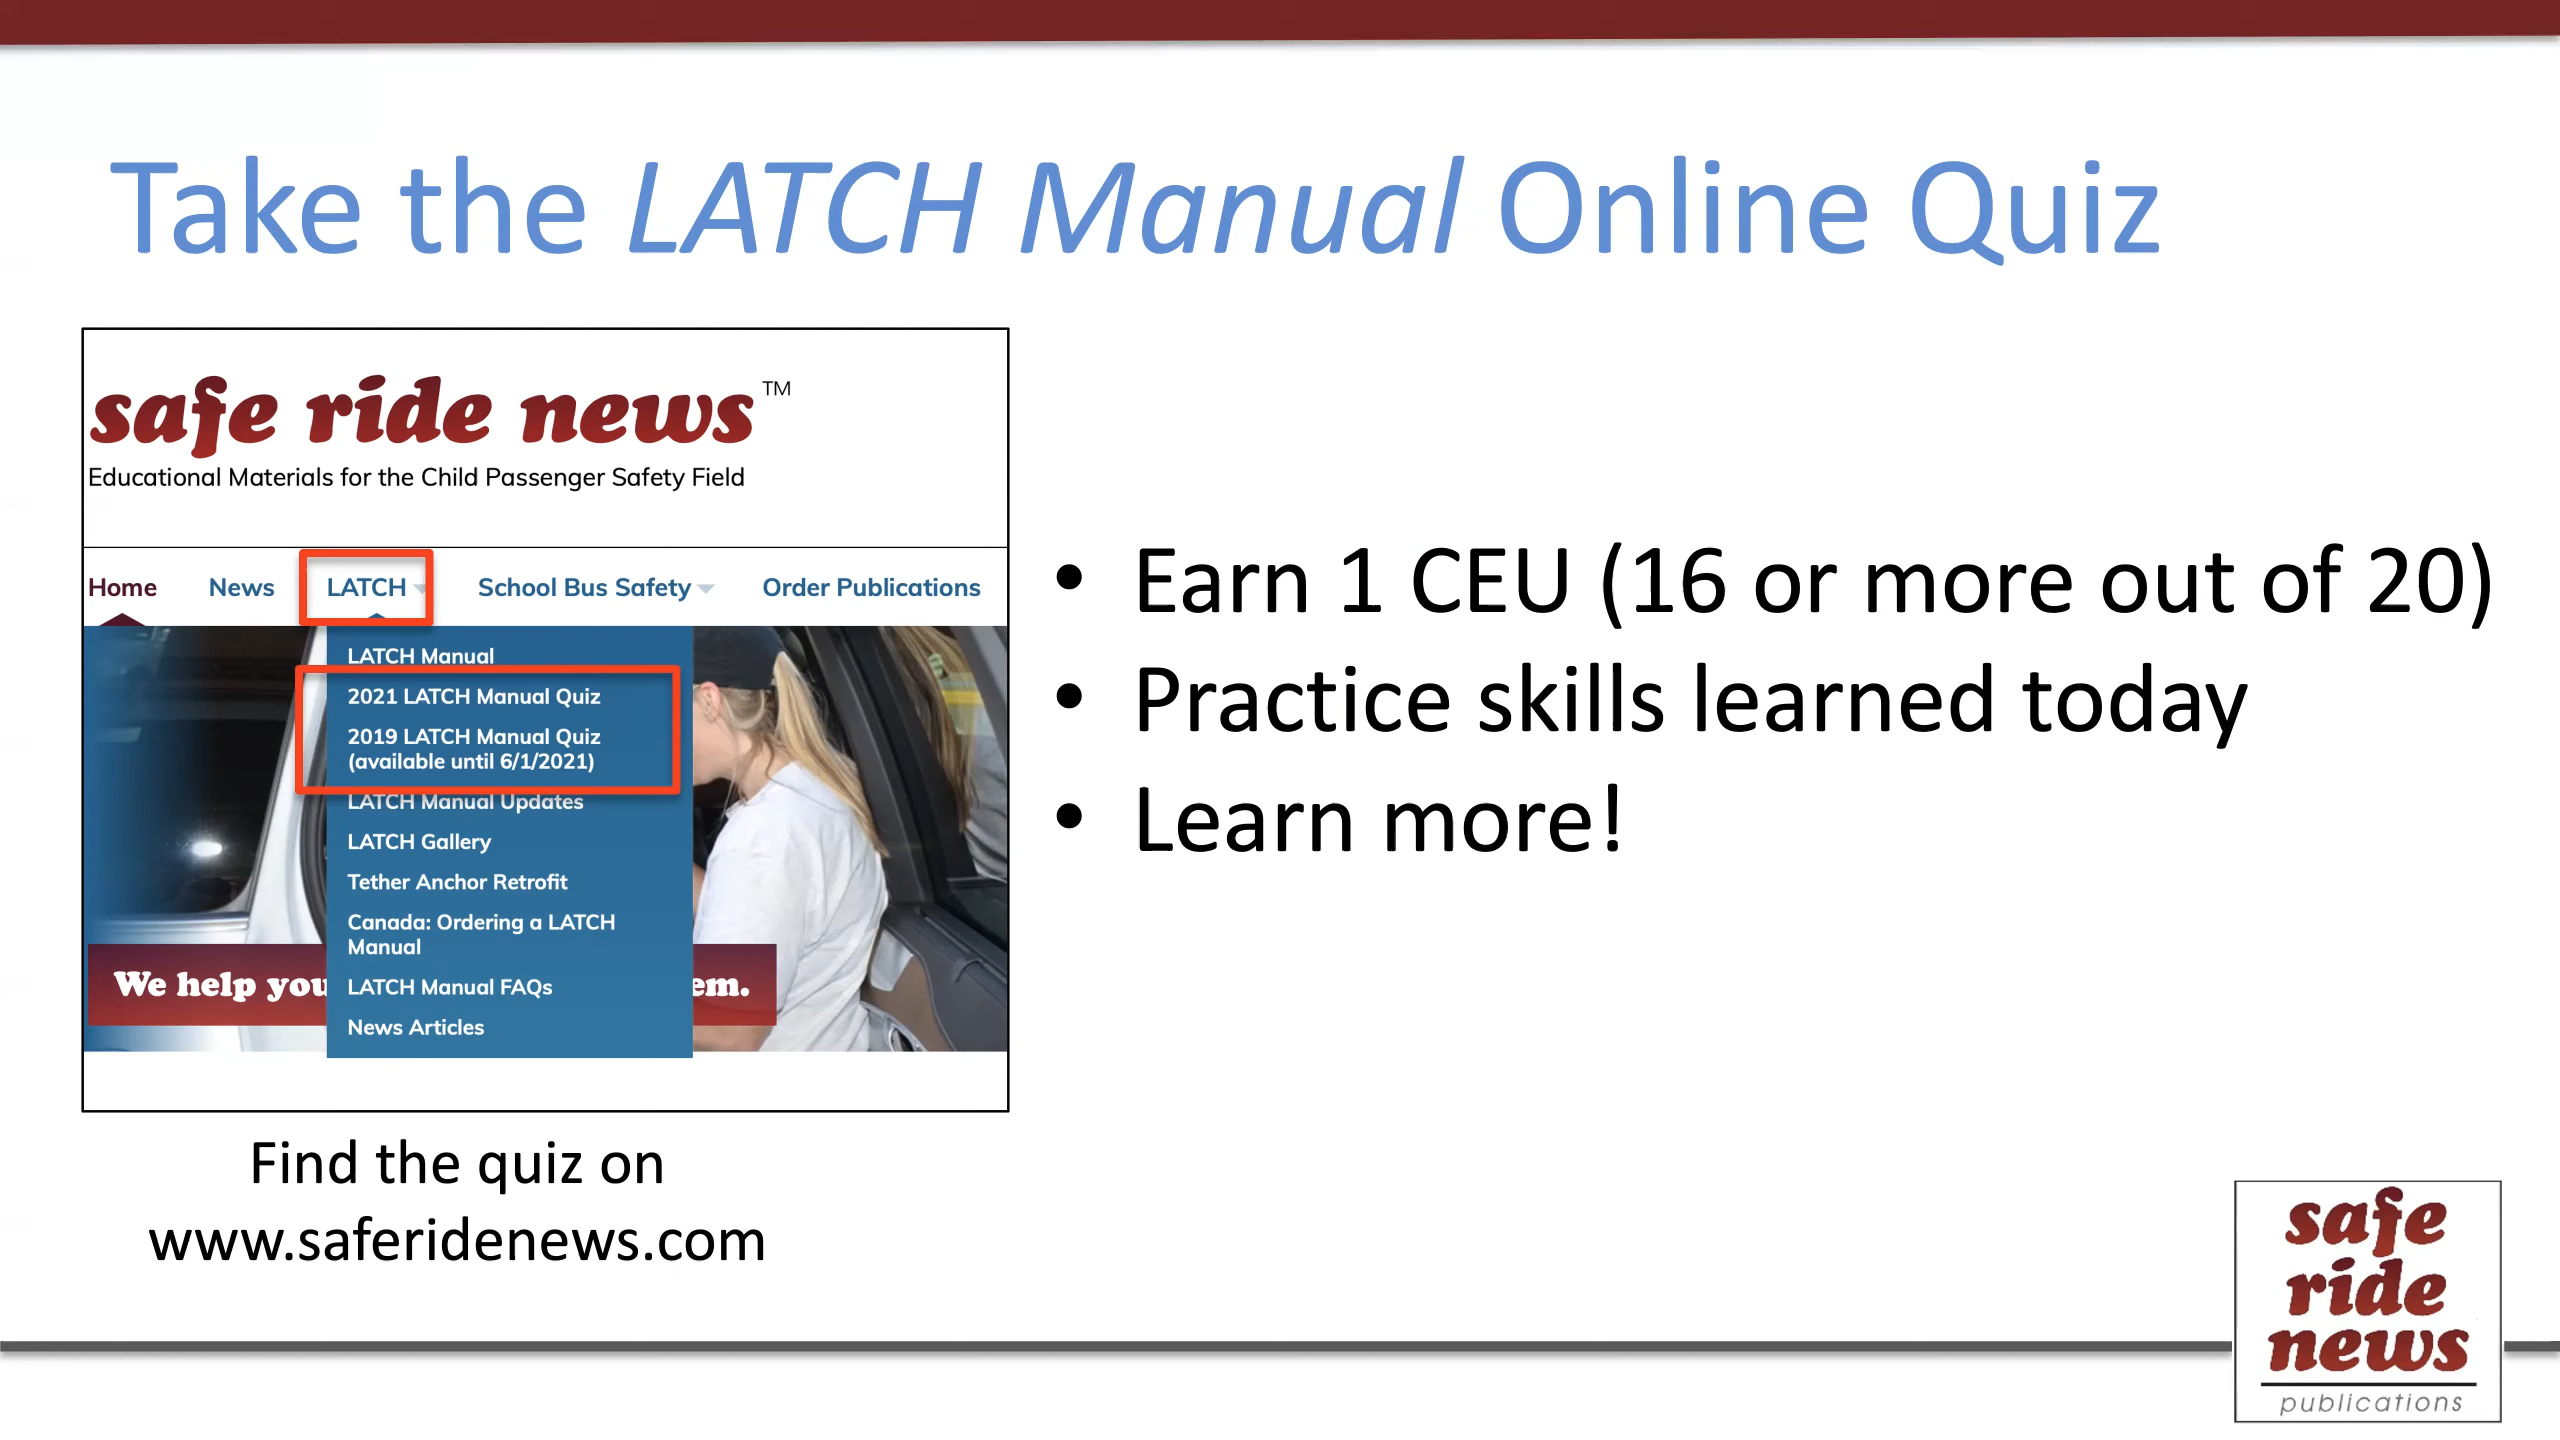 Take the LATCH Manual Online Quiz
safe ride news™
Educational Materials for the Child Passenger Safety Field
Home News LATCH School Bus Safety Order Publications
LATCH Manual
2021 LATCH Manual Quiz
2019 LATCH Manual Quiz
(available until 6/1/2021)
LATCH Manual Updates
LATCH Gallery
Tether Anchor Retrofit
Canada: Ordering a LATCH
Manual
LATCH Manual FAQs
News Articles
We help you em.
Find the quiz on
www.saferidenews.com
• Earn 1 CEU (16 or more out of 20)
• Practice skills learned today
• Learn more!
safe
ride
news
publications